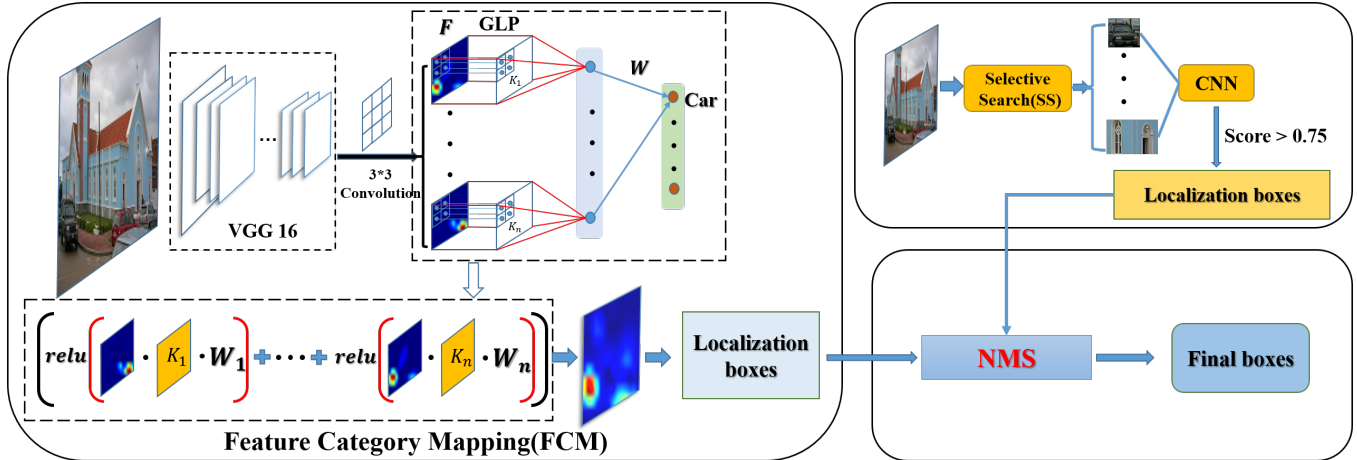 F
GLP
K₁
W
Car
VGG 16
3*3
Convolution
Kₙ
( relu ( · K₁ · W₁ ) + ··· + relu ( · Kₙ · Wₙ ) )
Localization
boxes
Feature Category Mapping(FCM)
Selective
Search(SS)
CNN
Score > 0.75
Localization boxes
NMS
Final boxes